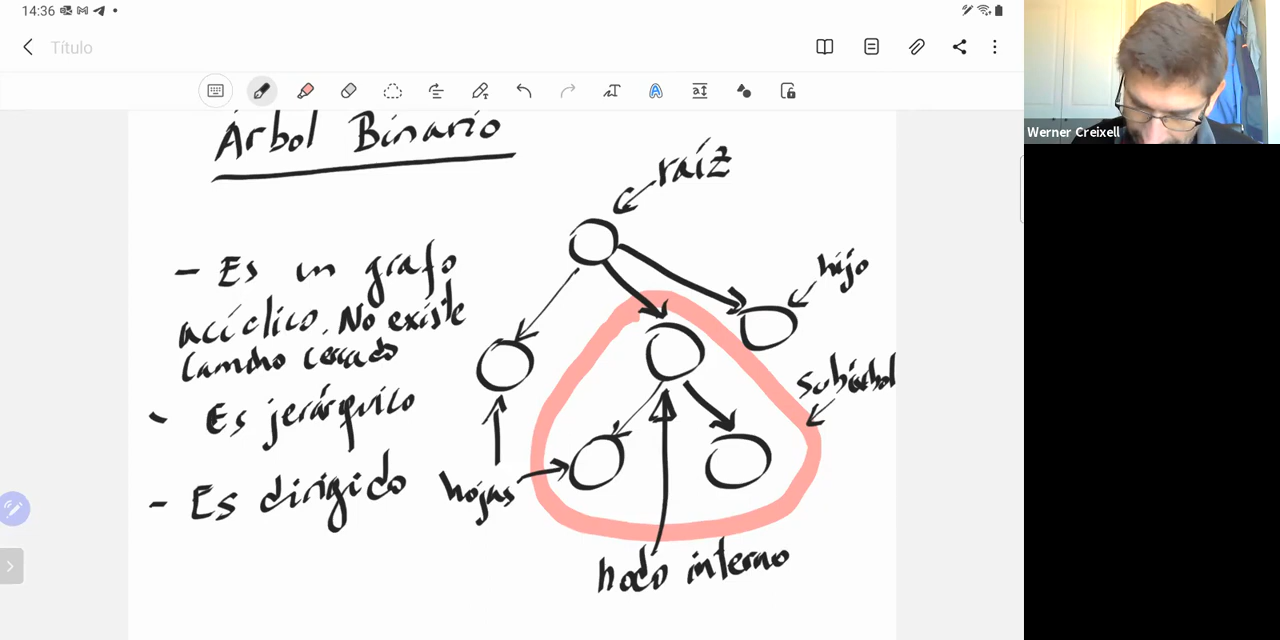 14:36
Título
Árbol Binario
raíz
- Es un grafo
acíclico. No existe
Camino cerrado
- Es jerárquico
- Es dirigido
hijo
subárbol
hojas
nodo interno
Werner Creixell